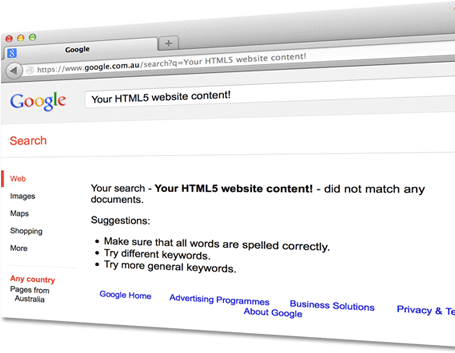 Google
https://www.google.com.au/search?q=Your HTML5 website content!
Google
Your HTML5 website content!
Search
Web
Images
Maps
Shopping
More
Any country
Pages from
Australia
Your search - Your HTML5 website content! - did not match any
documents.
Suggestions:
Make sure that all words are spelled correctly.
Try different keywords.
Try more general keywords.
Google Home
Advertising Programmes
Business Solutions
Privacy &
About Google